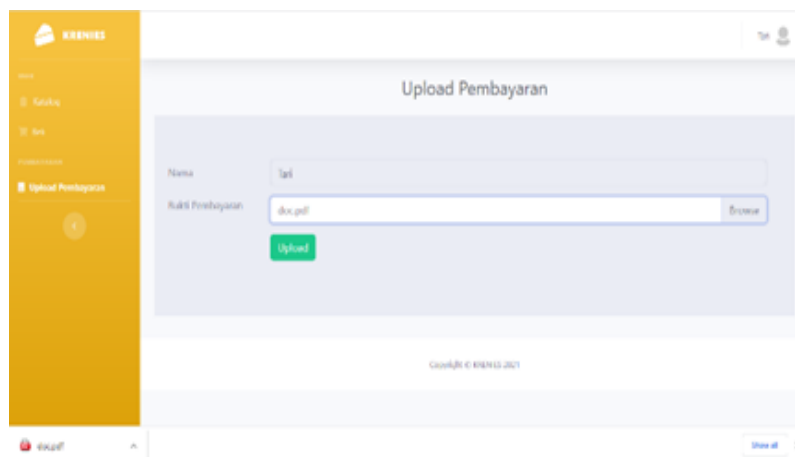 KRENIES
Tari
Katalog
Upload Pembayaran
Upload Pembayaran
Nama
Tari
Bukti Pembayaran
doc.pdf
Browse
Upload
Copyright © KRENIES 2021
doc.pdf
Show all